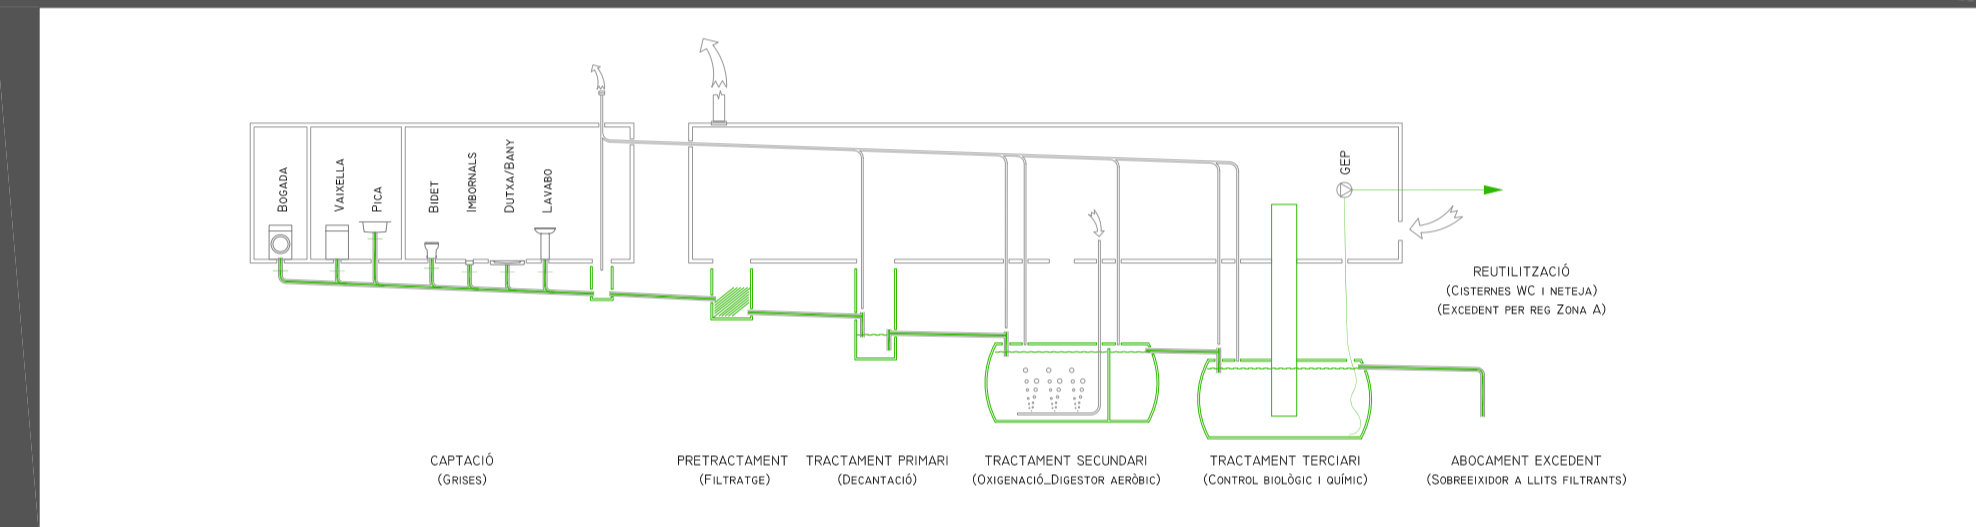 BOGADA
VAIXELLA
PICA
BIDET
IMBORNALS
DUTXA/BANY
LAVABO
GEP
REUTILITZACIÓ
(CISTERNES WC I NETEJA)
(EXCEDENT PER REG ZONA A)
CAPTACIÓ
(GRISES)
PRETRACTAMENT
(FILTRATGE)
TRACTAMENT PRIMARI
(DECANTACIÓ)
TRACTAMENT SECUNDARI
(OXIGENACIÓ_DIGESTOR AERÒBIC)
TRACTAMENT TERCIARI
(CONTROL BIOLÒGIC I QUÍMIC)
ABOCAMENT EXCEDENT
(SOBREEIXIDOR A LLITS FILTRANTS)